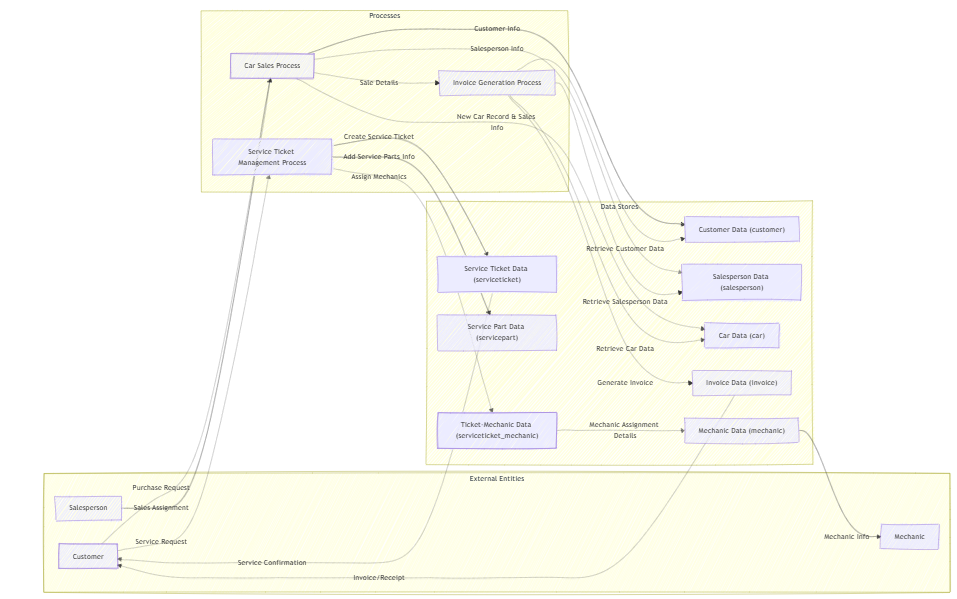 Processes
Customer Info
Salesperson Info
Car Sales Process
Sale Details
Invoice Generation Process
New Car Record & Sales
Info
Create Service Ticket
Service Ticket
Management Process
Add Service Parts Info
Assign Mechanics
Data Stores
Customer Data (customer)
Retrieve Customer Data
Service Ticket Data
(serviceticket)
Salesperson Data
(salesperson)
Retrieve Salesperson Data
Service Part Data
(servicepart)
Car Data (car)
Retrieve Car Data
Generate Invoice
Invoice Data (invoice)
Ticket-Mechanic Data
(serviceticket_mechanic)
Mechanic Assignment
Details
Mechanic Data (mechanic)
External Entities
Purchase Request
Salesperson
Sales Assignment
Service Request
Customer
Service Confirmation
Invoice/Receipt
Mechanic Info
Mechanic